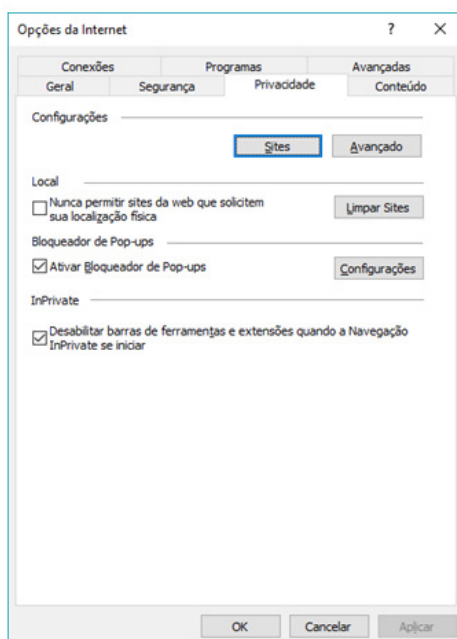 Opções da Internet ? X
Conexões Programas Avançadas
Geral Segurança Privacidade Conteúdo
Configurações
Sites Avançado
Local
Nunca permitir sites da web que solicitem
sua localização física
Limpar Sites
Bloqueador de Pop-ups
Ativar Bloqueador de Pop-ups
Configurações
InPrivate
Desabilitar barras de ferramentas e extensões quando a Navegação
InPrivate se iniciar
OK Cancelar Aplicar